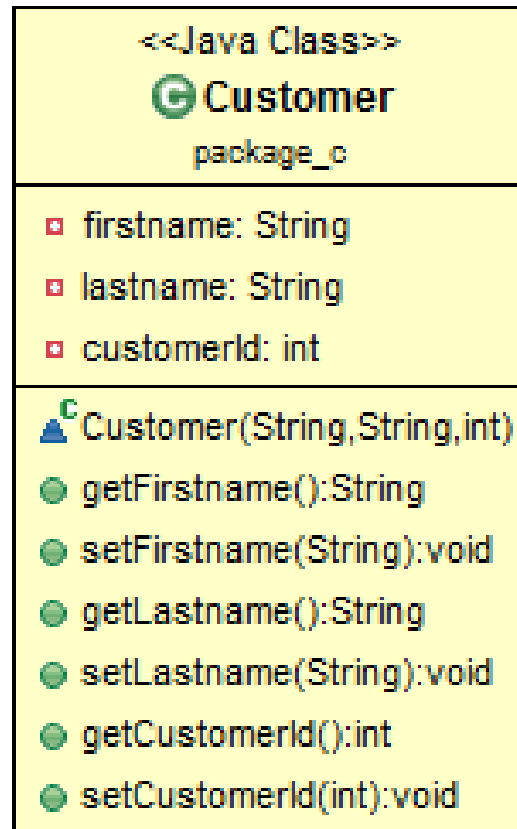 <<Java Class>>
C Customer
package_c
firstname: String
lastname: String
customerId: int
C Customer(String,String,int)
getFirstname():String
setFirstname(String):void
getLastname():String
setLastname(String):void
getCustomerId():int
setCustomerId(int):void